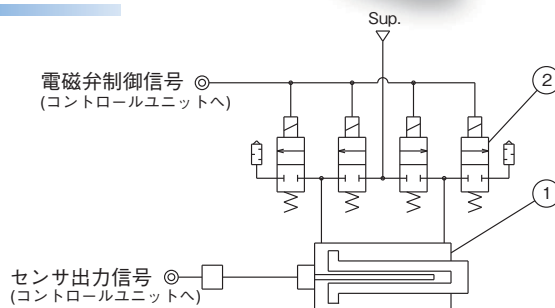 Sup.
電磁弁制御信号
(コントロールユニットへ)
2
1
センサ出力信号
(コントロールユニットへ)